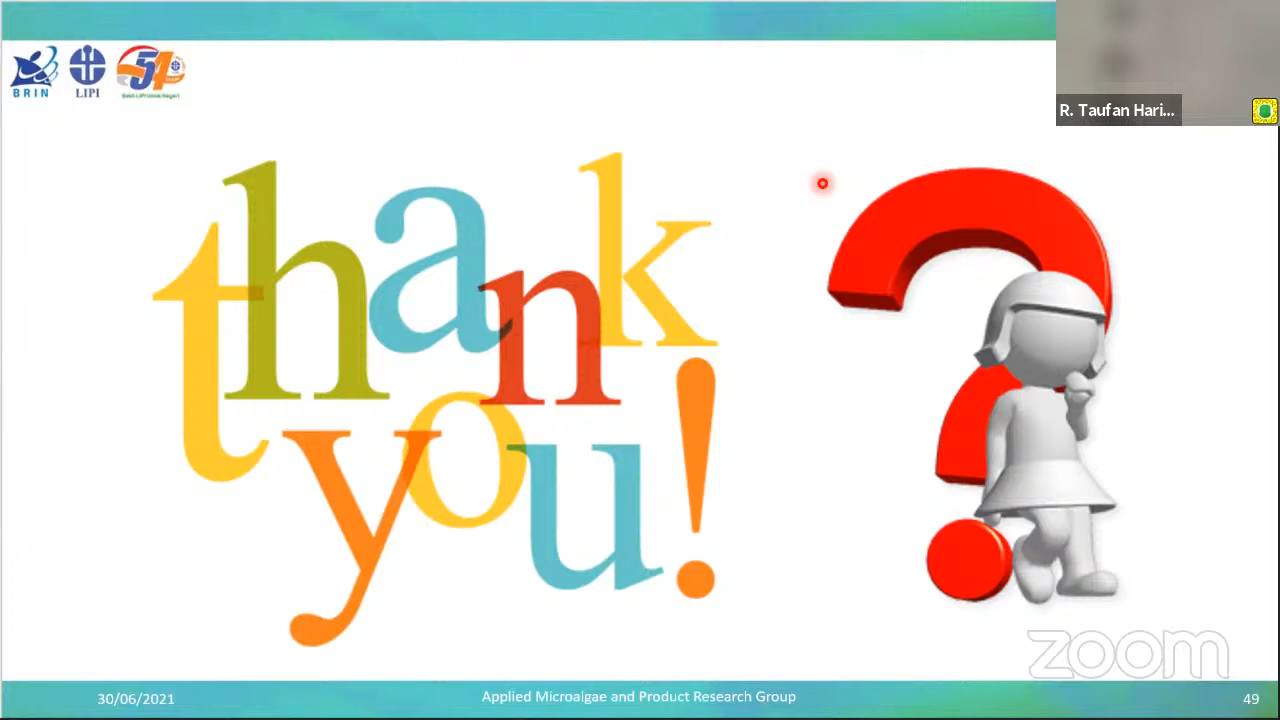 BRIN
LIPI
R. Taufan Hari...
thank
you!
zoom
30/06/2021
Applied Microalgae and Product Research Group
49